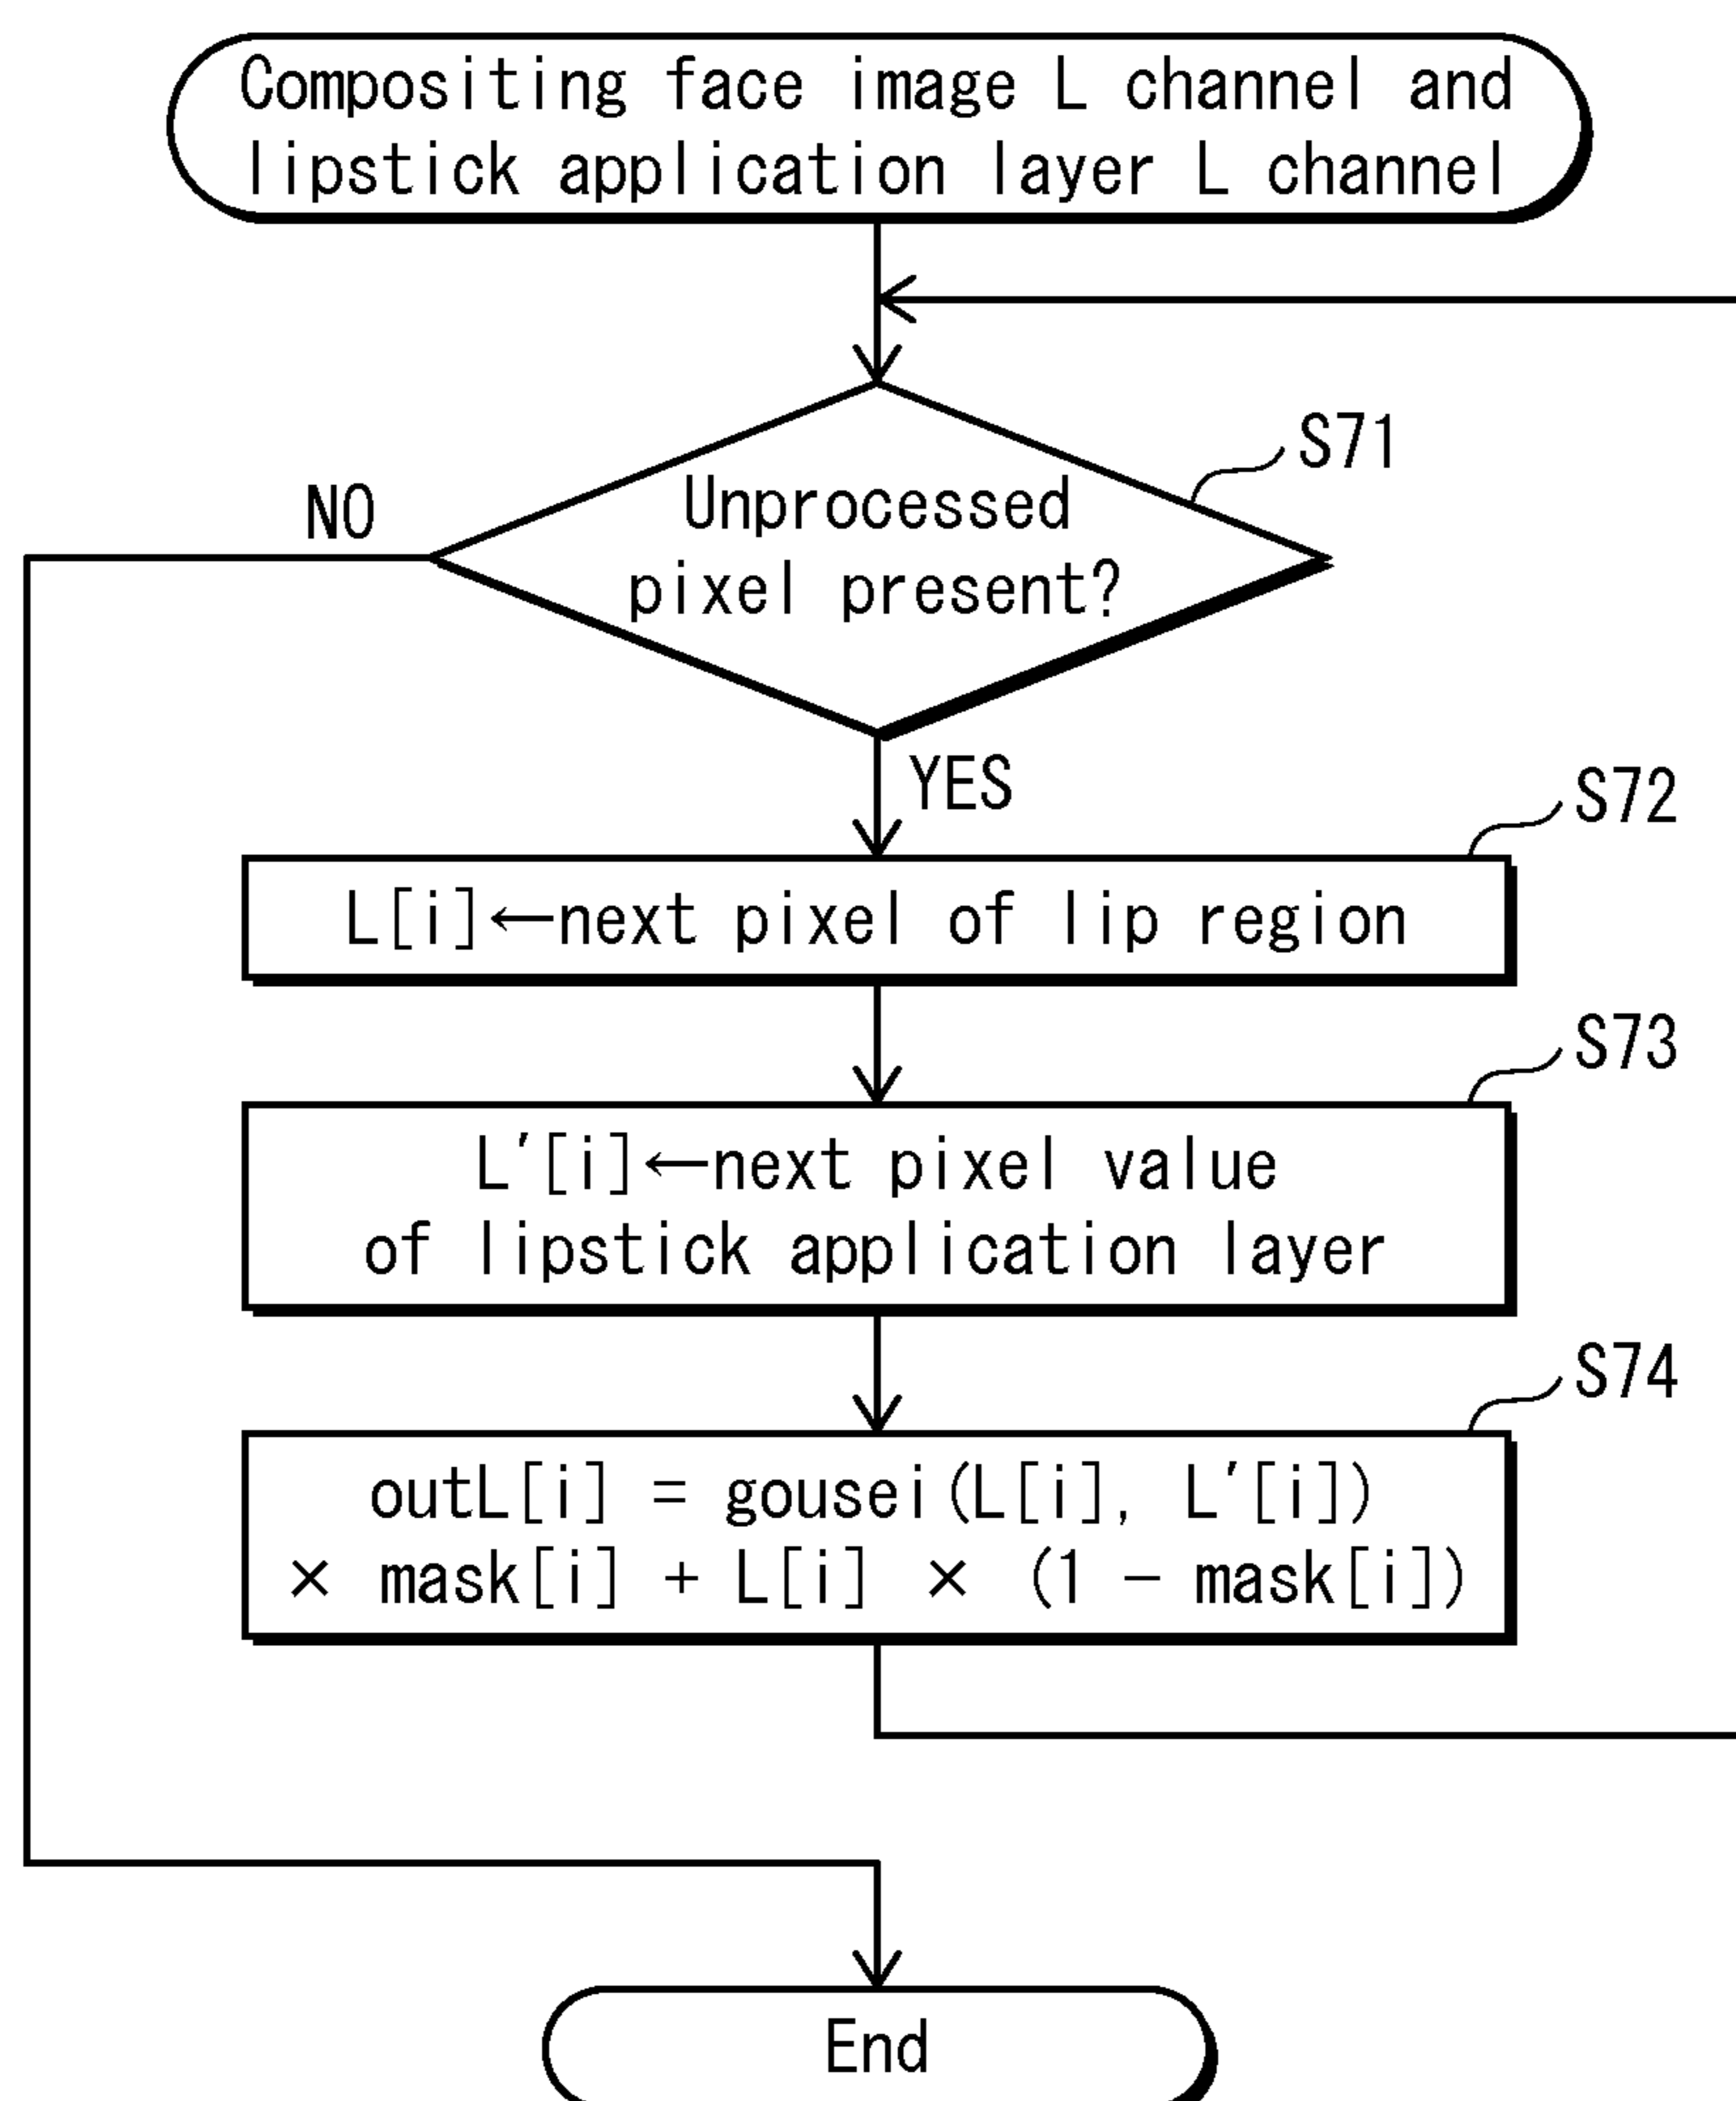 Compositing face image L channel and
lipstick application layer L channel
S71
NO
Unprocessed
pixel present?
YES
S72
L[i]←next pixel of lip region
S73
L'[i]←next pixel value
of lipstick application layer
S74
outL[i] = gousei(L[i], L'[i])
× mask[i] + L[i] × (1 − mask[i])
End